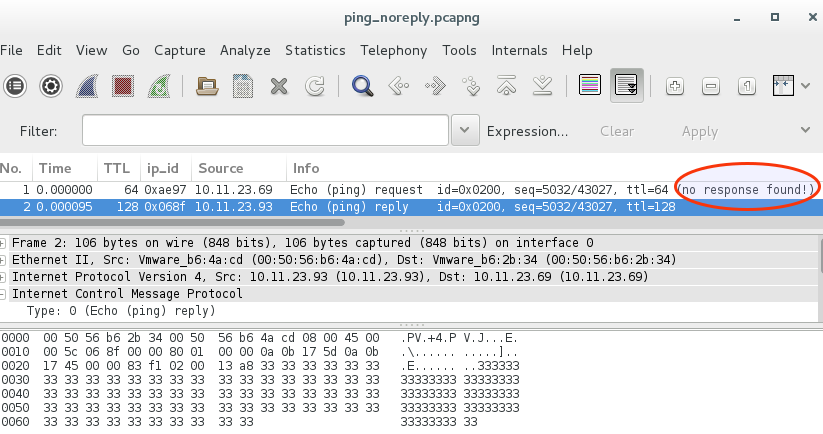 ping_noreply.pcapng
File Edit View Go Capture Analyze Statistics Telephony Tools Internals Help
Filter: Expression... Clear Apply
No. Time TTL ip_id Source Info
1 0.000000 64 0xae97 10.11.23.69 Echo (ping) request id=0x0200, seq=5032/43027, ttl=64 (no response found!)
2 0.000095 128 0x068f 10.11.23.93 Echo (ping) reply id=0x0200, seq=5032/43027, ttl=128
Frame 2: 106 bytes on wire (848 bits), 106 bytes captured (848 bits) on interface 0
Ethernet II, Src: Vmware_b6:4a:cd (00:50:56:b6:4a:cd), Dst: Vmware_b6:2b:34 (00:50:56:b6:2b:34)
Internet Protocol Version 4, Src: 10.11.23.93 (10.11.23.93), Dst: 10.11.23.69 (10.11.23.69)
Internet Control Message Protocol
Type: 0 (Echo (ping) reply)
0000 00 50 56 b6 2b 34 00 50 56 b6 4a cd 08 00 45 00 .PV.+4.P V.J...E.
0010 00 5c 06 8f 00 00 80 01 00 00 0a 0b 17 5d 0a 0b .\...... .....]..
0020 17 45 00 00 83 f1 02 00 13 a8 33 33 33 33 33 33 .E...... ..333333
0030 33 33 33 33 33 33 33 33 33 33 33 33 33 33 33 33 33333333 33333333
0040 33 33 33 33 33 33 33 33 33 33 33 33 33 33 33 33 33333333 33333333
0050 33 33 33 33 33 33 33 33 33 33 33 33 33 33 33 33 33333333 33333333
0060 33 33 33 33 33 33 33 33 33 33 33333333 33